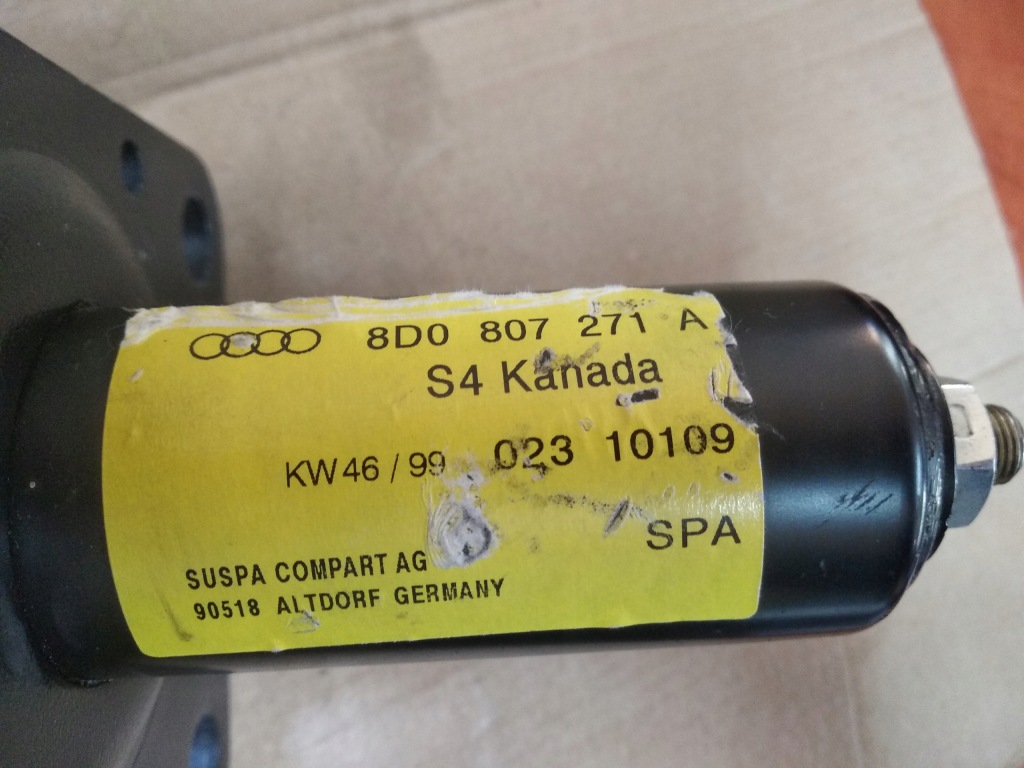 8D0 807 271 A
S4 Kanada
KW46 / 99 023 10109
SPA
SUSPA COMPART AG
90518 ALTDORF GERMANY